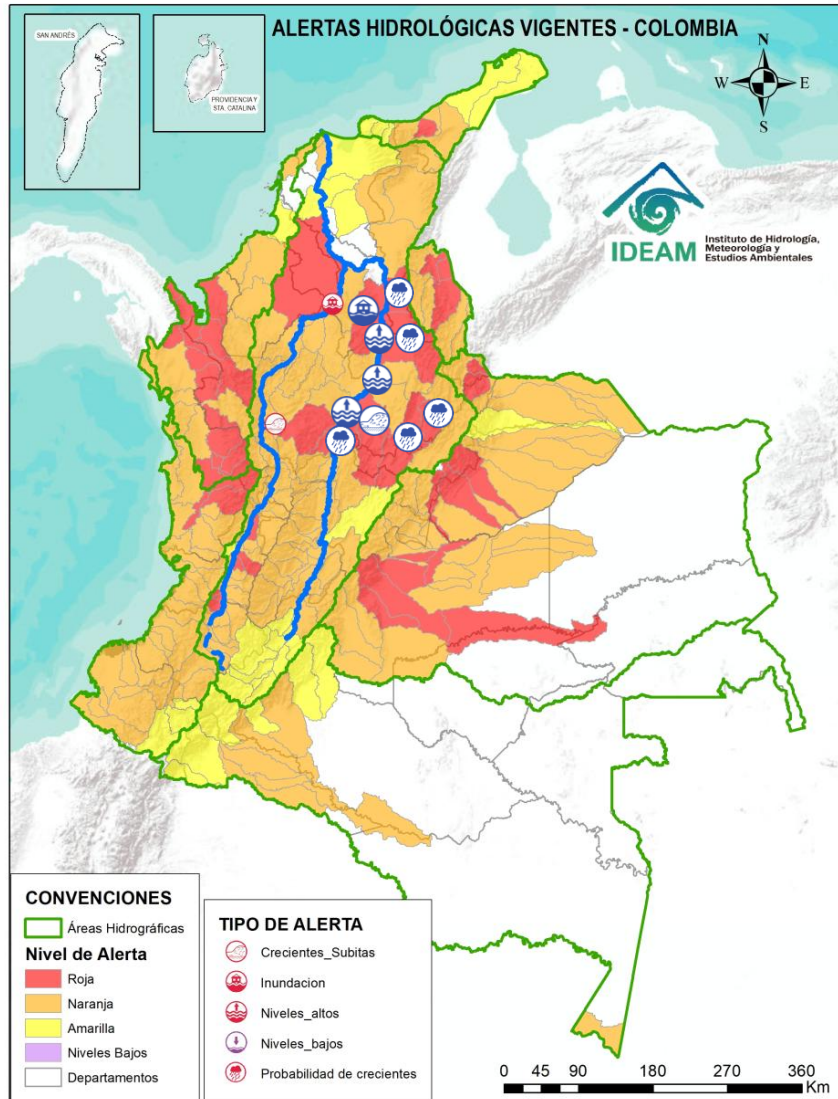 ALERTAS HIDROLÓGICAS VIGENTES - COLOMBIA
SAN ANDRÉS
PROVIDENCIA Y
STA. CATALINA
N
W
E
S
IDEAM
Instituto de Hidrología,
Meteorología y
Estudios Ambientales
CONVENCIONES
Áreas Hidrográficas
Nivel de Alerta
Roja
Naranja
Amarilla
Niveles Bajos
Departamentos
TIPO DE ALERTA
Crecientes_Subitas
Inundacion
Niveles_altos
Niveles_bajos
Probabilidad de crecientes
0 45 90 180 270 360
Km